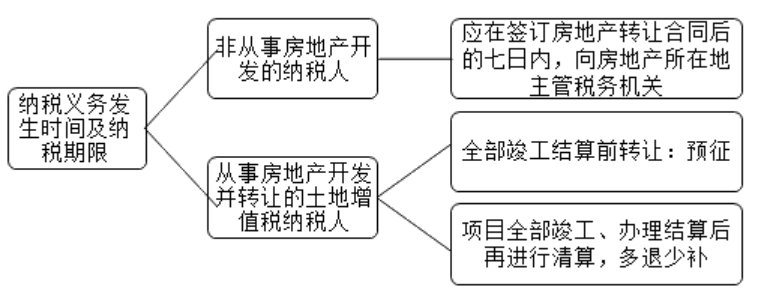 纳税义务发
生时间及纳
税期限
非从事房地产开
发的纳税人
应在签订房地产转让合同后
的七日内，向房地产所在地
主管税务机关
从事房地产开发
并转让的土地增
值税纳税人
全部竣工结算前转让：预征
项目全部竣工、办理结算后
再进行清算，多退少补